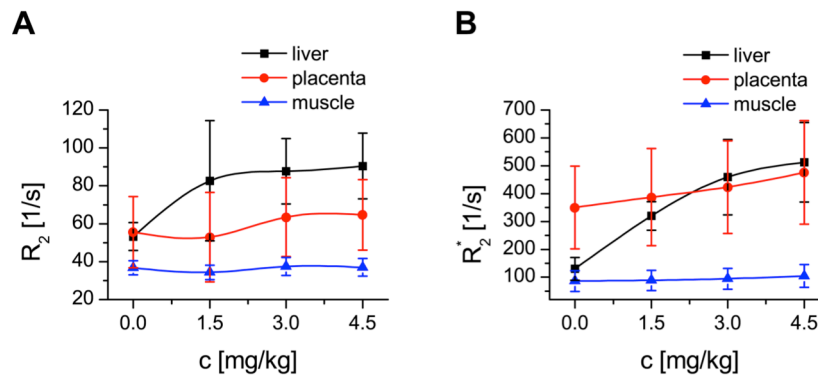 A
liver
placenta
muscle
120
100
80
60
40
20
R₂ [1/s]
0.0 1.5 3.0 4.5
c [mg/kg]
B
liver
placenta
muscle
700
600
500
400
300
200
100
R₂* [1/s]
0.0 1.5 3.0 4.5
c [mg/kg]